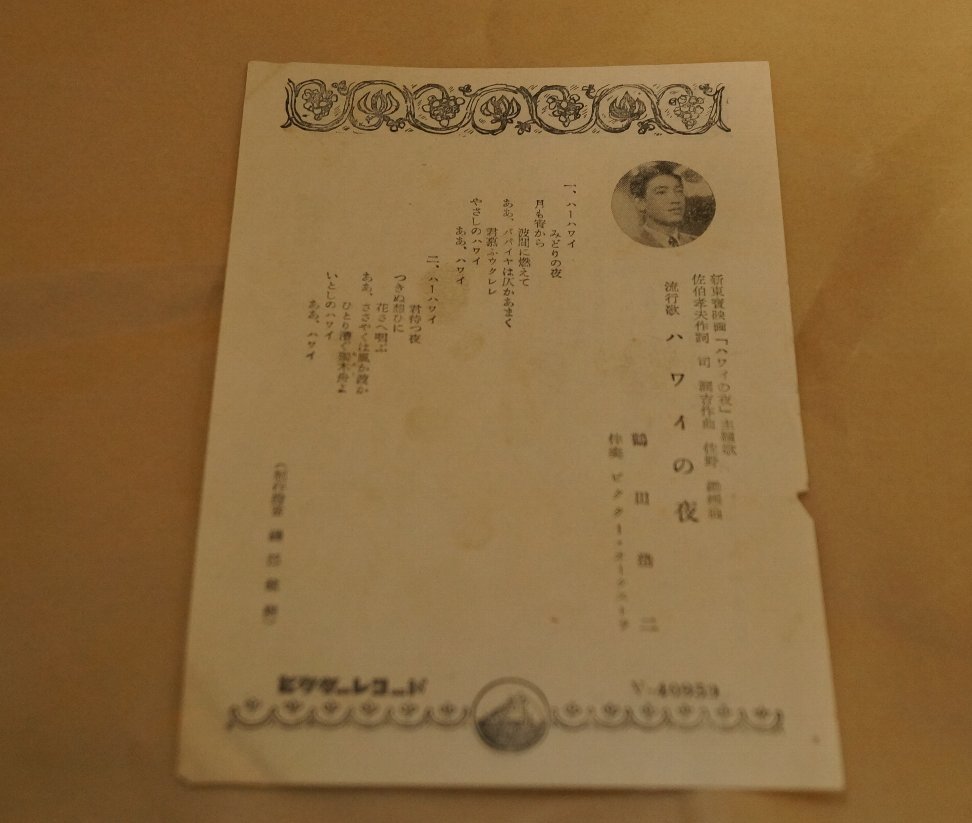 新東寶映画「ハワイの夜」主題歌
佐伯孝夫作詞 司 潤吉作曲 佐野 鋤編曲
流行歌 ハワイの夜
鶴田浩二
伴奏 ビクター・オーケストラ
一、ハーハワイ
みどりの夜
月も宵から
波間に燃えて
ああ、パパイヤは仄かあまく
君慕ふウクレレ
やさしのハワイ
ああ、ハワイ
二、ハーハワイ
君待つ夜
つきぬ想ひに
花さへ咽ぶ
ああ、ささやくは風か波か
ひとり漕ぐ獨木舟よ
いとしのハワイ
ああ、ハワイ
ビクターレコード